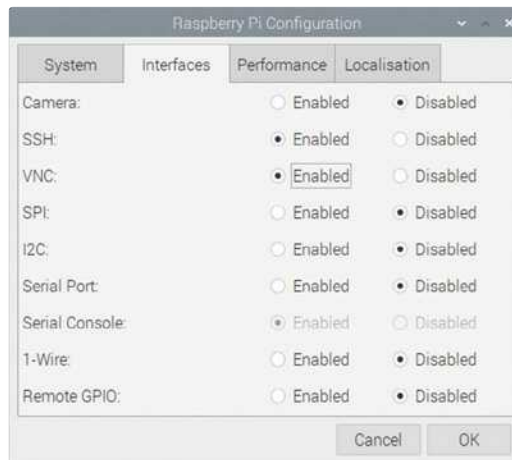 Raspberry Pi Configuration
System Interfaces Performance Localisation
Camera: Enabled Disabled
SSH: Enabled Disabled
VNC: Enabled Disabled
SPI: Enabled Disabled
I2C: Enabled Disabled
Serial Port: Enabled Disabled
Serial Console: Enabled Disabled
1-Wire: Enabled Disabled
Remote GPIO: Enabled Disabled
Cancel OK